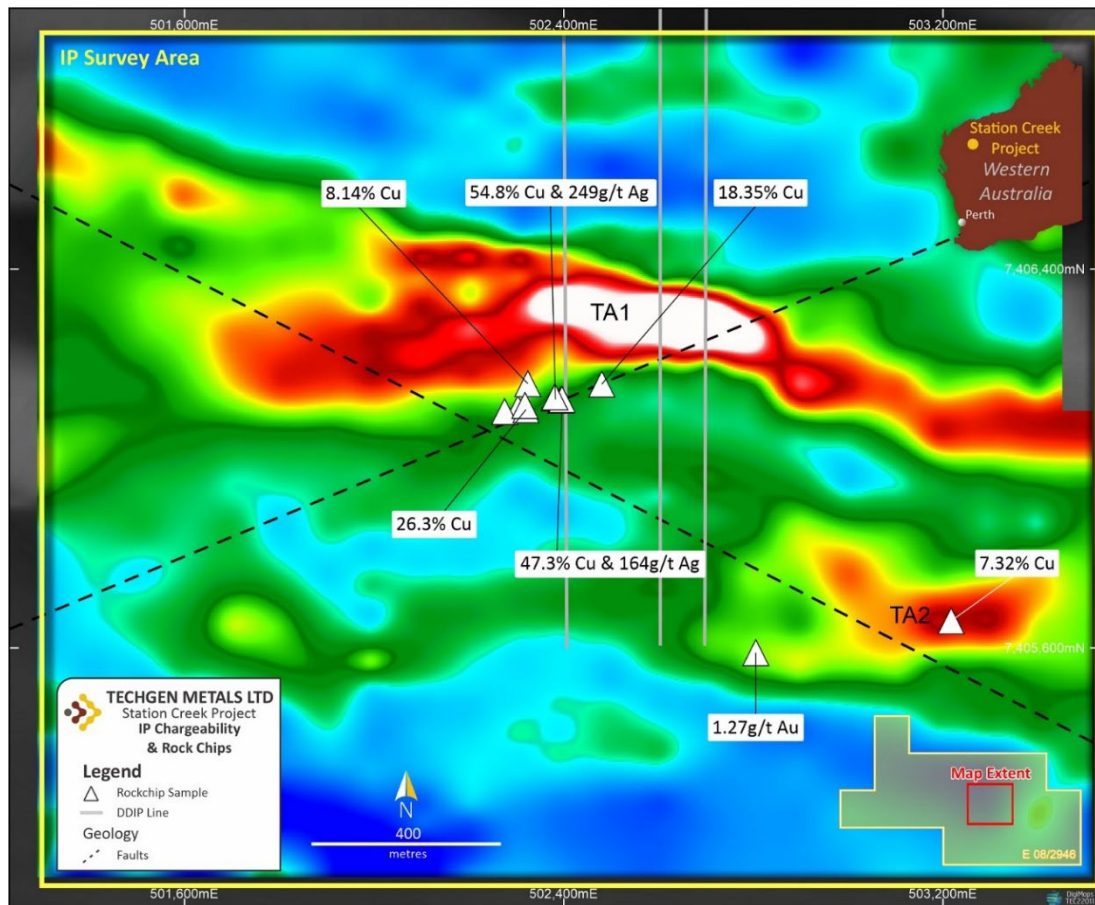 501,600mE
502,400mE
503,200mE
IP Survey Area
Station Creek
Project
Western
Australia
Perth
8.14% Cu
54.8% Cu & 249g/t Ag
18.35% Cu
7,406,400mN
TA1
26.3% Cu
47.3% Cu & 164g/t Ag
7.32% Cu
TA2
7,405,600mN
1.27g/t Au
TECHGEN METALS LTD
Station Creek Project
IP Chargeability
& Rock Chips
Legend
Rockchip Sample
DDIP Line
Geology
Faults
N
400
metres
Map Extent
E 08/2946
501,600mE
502,400mE
503,200mE
DigiMaps